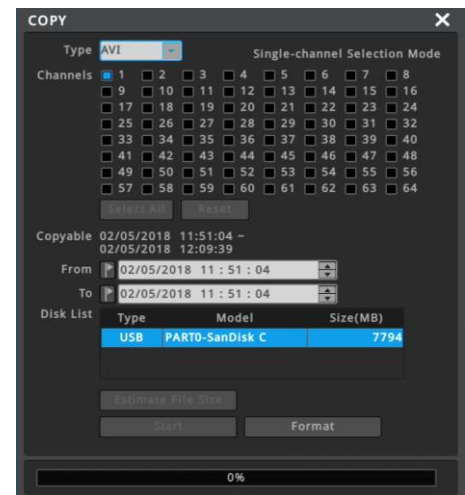 COPY
Type AVI Single-channel Selection Mode
Channels 1 2 3 4 5 6 7 8
9 10 11 12 13 14 15 16
17 18 19 20 21 22 23 24
25 26 27 28 29 30 31 32
33 34 35 36 37 38 39 40
41 42 43 44 45 46 47 48
49 50 51 52 53 54 55 56
57 58 59 60 61 62 63 64
Select All Reset
Copyable 02/05/2018 11:51:04 ~
02/05/2018 12:09:39
From 02/05/2018 11 : 51 : 04
To 02/05/2018 11 : 51 : 04
Disk List Type Model Size(MB)
USB PART0-SanDisk C 7794
Estimate File Size
Start Format
0%